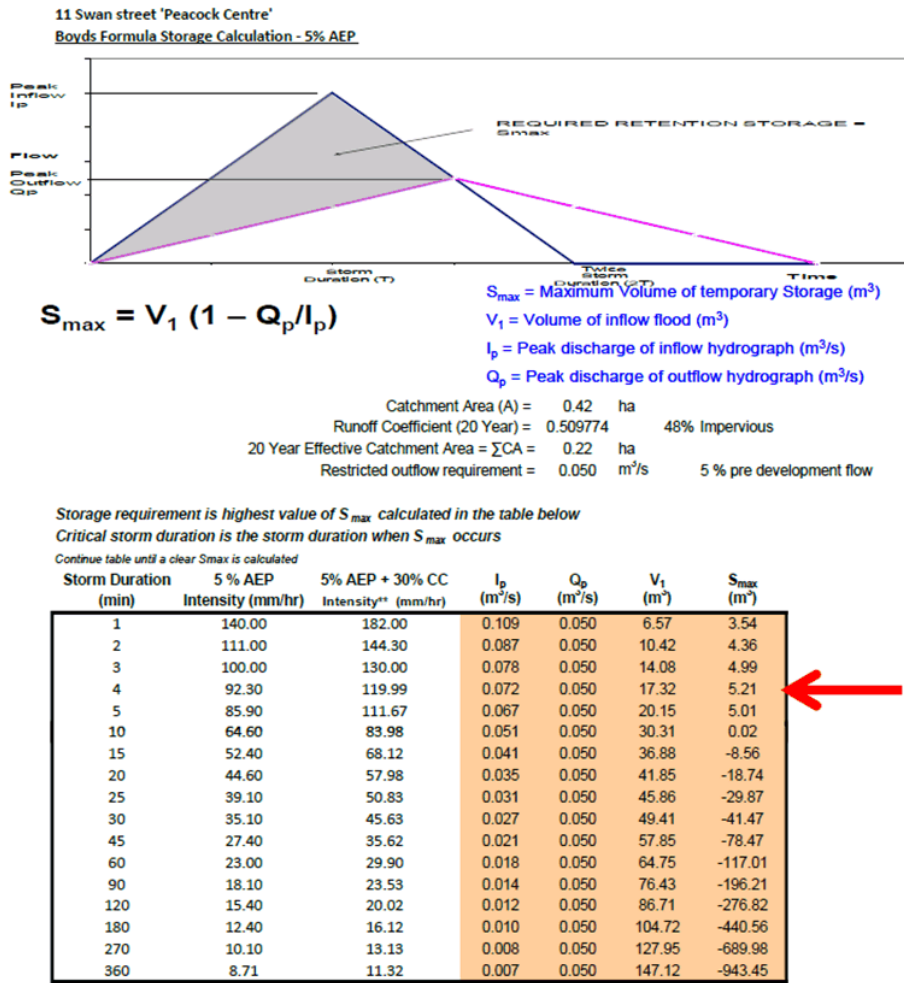 11 Swan street 'Peacock Centre'
Boyds Formula Storage Calculation - 5% AEP
Peak
Inflow
Ip
REQUIRED RETENTION STORAGE =
Smax
Flow
Peak
Outflow
Qp
Storm
Duration (T)
Twice
Storm
Duration (2T)
Time
Smax = V1 (1 – Qp/Ip)
Smax = Maximum Volume of temporary Storage (m³)
V1 = Volume of inflow flood (m³)
Ip = Peak discharge of inflow hydrograph (m³/s)
Qp = Peak discharge of outflow hydrograph (m³/s)
Catchment Area (A) = 0.42 ha
Runoff Coefficient (20 Year) = 0.509774 48% Impervious
20 Year Effective Catchment Area = ∑CA = 0.22 ha
Restricted outflow requirement = 0.050 m³/s 5 % pre development flow
Storage requirement is highest value of Smax calculated in the table below
Critical storm duration is the storm duration when Smax occurs
Continue table until a clear Smax is calculated
Storm Duration 5 % AEP 5% AEP + 30% CC Ip Qp V1 Smax
(min) Intensity (mm/hr) Intensity** (mm/hr) (m³/s) (m³/s) (m³) (m³)
1 140.00 182.00 0.109 0.050 6.57 3.54
2 111.00 144.30 0.087 0.050 10.42 4.36
3 100.00 130.00 0.078 0.050 14.08 4.99
4 92.30 119.99 0.072 0.050 17.32 5.21
5 85.90 111.67 0.067 0.050 20.15 5.01
10 64.60 83.98 0.051 0.050 30.31 0.02
15 52.40 68.12 0.041 0.050 36.88 -8.56
20 44.60 57.98 0.035 0.050 41.85 -18.74
25 39.10 50.83 0.031 0.050 45.86 -29.87
30 35.10 45.63 0.027 0.050 49.41 -41.47
45 27.40 35.62 0.021 0.050 57.85 -78.47
60 23.00 29.90 0.018 0.050 64.75 -117.01
90 18.10 23.53 0.014 0.050 76.43 -196.21
120 15.40 20.02 0.012 0.050 86.71 -276.82
180 12.40 16.12 0.010 0.050 104.72 -440.56
270 10.10 13.13 0.008 0.050 127.95 -689.98
360 8.71 11.32 0.007 0.050 147.12 -943.45